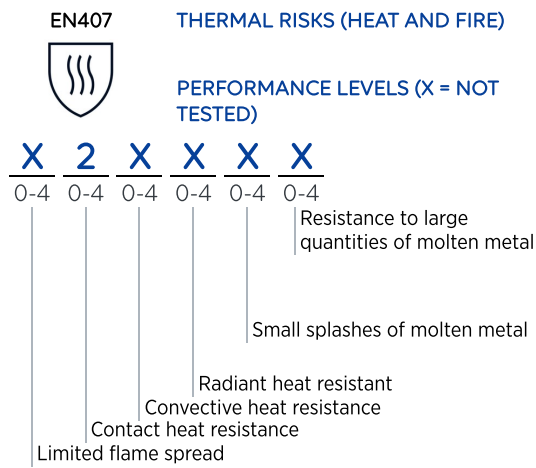 EN407
THERMAL RISKS (HEAT AND FIRE)
PERFORMANCE LEVELS (X = NOT
TESTED)
X 2 X X X X
0-4 0-4 0-4 0-4 0-4 0-4
Resistance to large
quantities of molten metal
Small splashes of molten metal
Radiant heat resistant
Convective heat resistance
Contact heat resistance
Limited flame spread